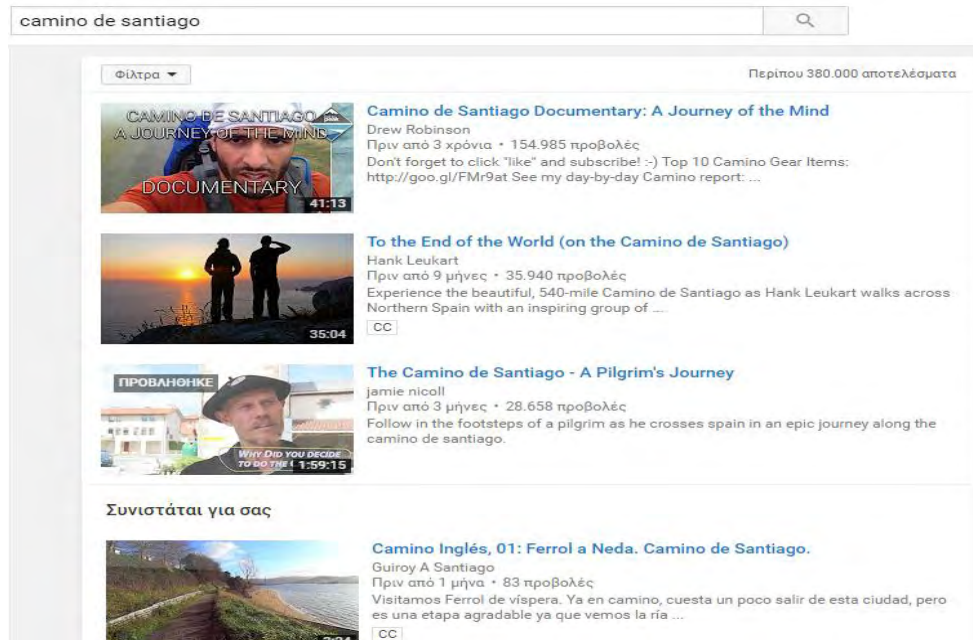 camino de santiago
Φίλτρα
Περίπου 380.000 αποτελέσματα
CAMINO DE SANTIAGO
A JOURNEY OF THE MIND
DOCUMENTARY
41:13
Camino de Santiago Documentary: A Journey of the Mind
Drew Robinson
Πριν από 3 χρόνια • 154.985 προβολές
Don't forget to click "like" and subscribe! :-) Top 10 Camino Gear Items:
http://goo.gl/FMr9at See my day-by-day Camino report: ...
35:04
To the End of the World (on the Camino de Santiago)
Hank Leukart
Πριν από 9 μήνες • 35.940 προβολές
Experience the beautiful, 540-mile Camino de Santiago as Hank Leukart walks across
Northern Spain with an inspiring group of ...
CC
ΠΡΟΒΛΗΘΗΚΕ
WHY DID YOU DECIDE
TO DO THE
1:59:15
The Camino de Santiago - A Pilgrim's Journey
jamie nicoll
Πριν από 3 μήνες • 28.658 προβολές
Follow in the footsteps of a pilgrim as he crosses spain in an epic journey along the
camino de santiago.
Συνιστάται για σας
Camino Inglés, 01: Ferrol a Neda. Camino de Santiago.
Guiroy A Santiago
Πριν από 1 μήνα • 83 προβολές
Visitamos Ferrol de víspera. Ya en camino, cuesta un poco salir de esta ciudad, pero
es una etapa agradable ya que vemos la ría ...
CC